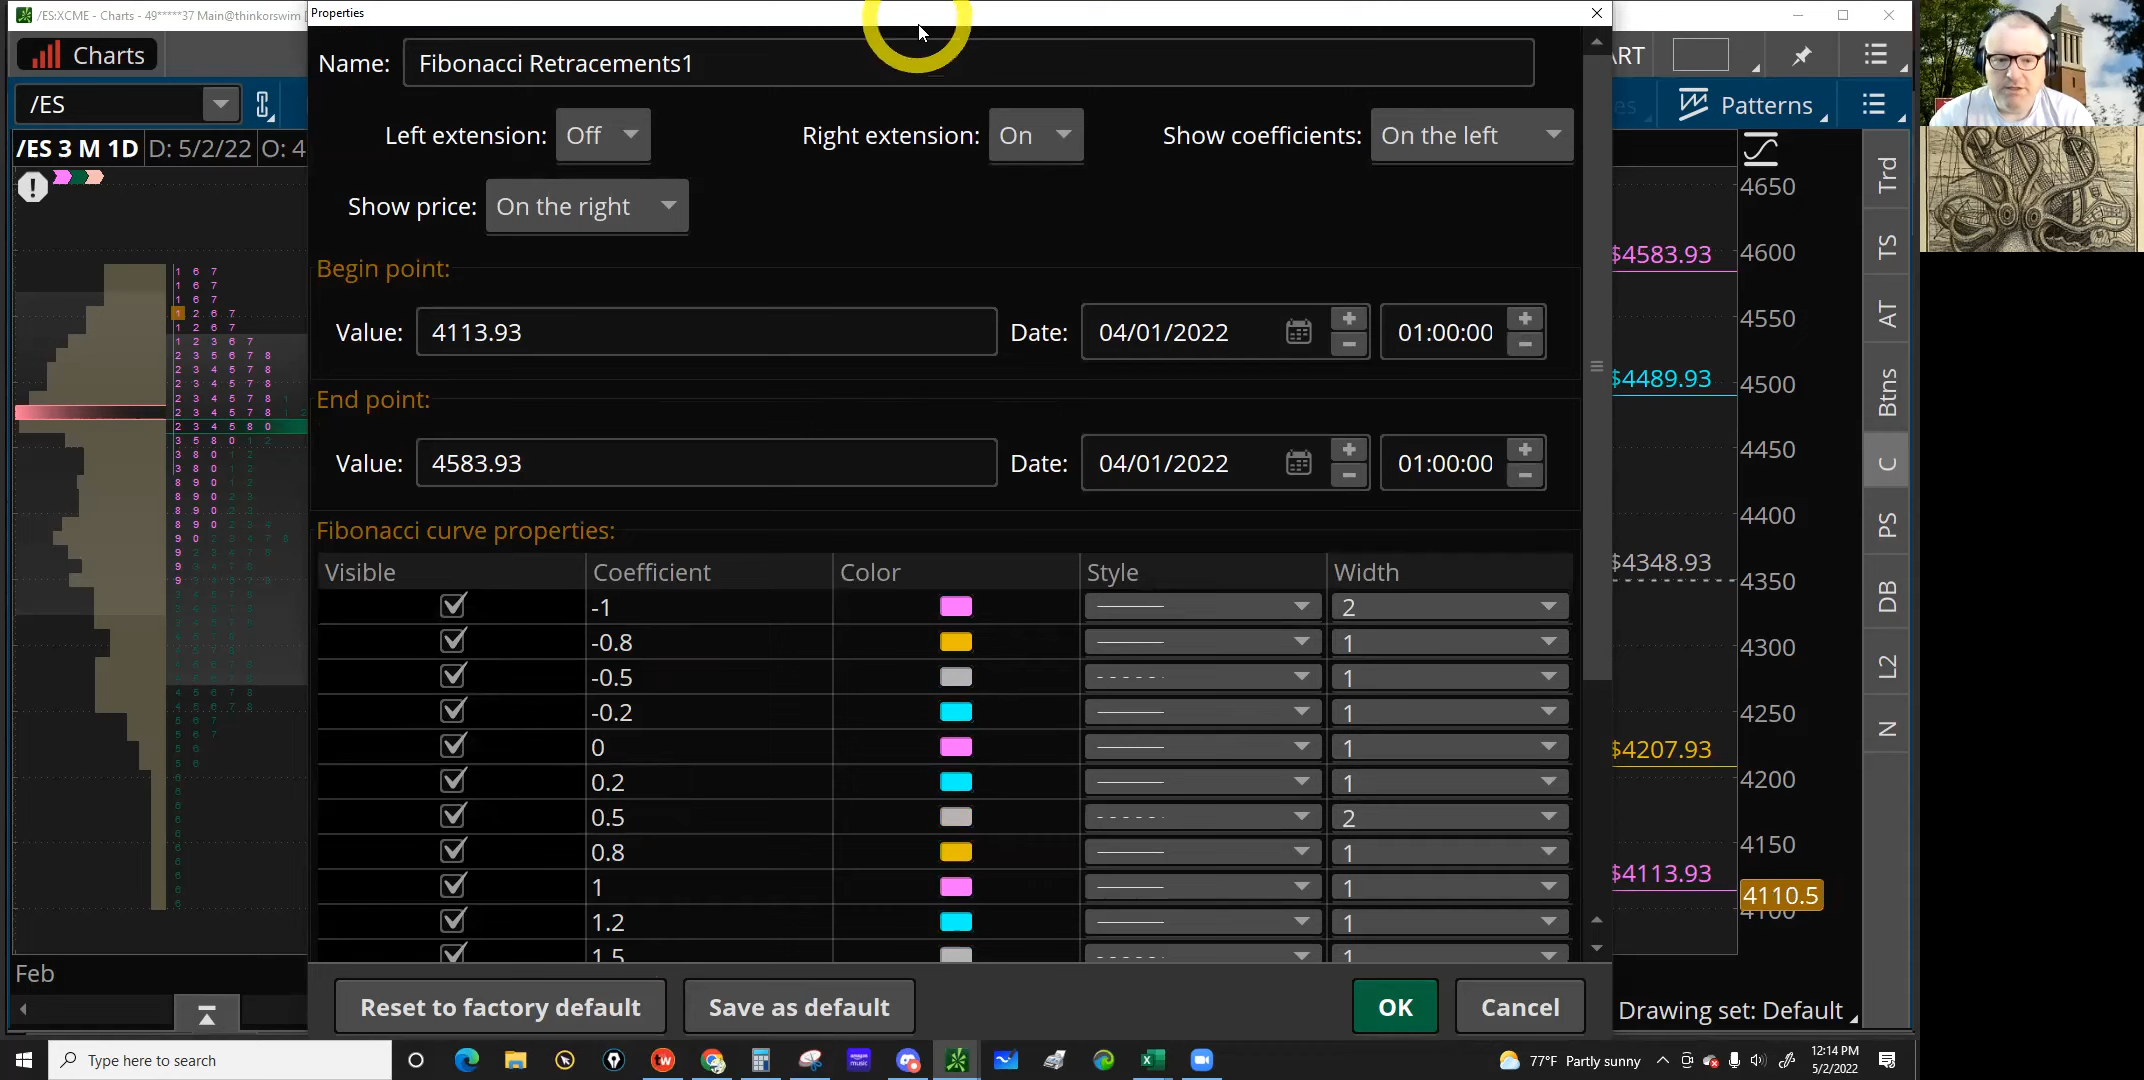 /ES:XCME - Charts - 49*****37 Main@thinkorswim [
Properties
Charts
Name: Fibonacci Retracements1
ART
/ES
Left extension: Off
Right extension: On
Show coefficients: On the left
Patterns
/ES 3 M 1D D: 5/2/22 O: 4
Show price: On the right
Begin point:
Value: 4113.93
Date: 04/01/2022 01:00:00
End point:
Value: 4583.93
Date: 04/01/2022 01:00:00
Fibonacci curve properties:
Visible Coefficient Color Style Width
-1 2
-0.8 1
-0.5 1
-0.2 1
0 1
0.2 1
0.5 2
0.8 1
1 1
1.2 1
1.5 1
Reset to factory default
Save as default
OK
Cancel
$4583.93
$4489.93
$4348.93
$4207.93
$4113.93
4650
4600
4550
4500
4450
4400
4350
4300
4250
4200
4150
4110.5
4100
Trd
TS
AT
Btns
C
PS
DB
L2
N
Feb
Drawing set: Default
Type here to search
77°F Partly sunny
12:14 PM
5/2/2022